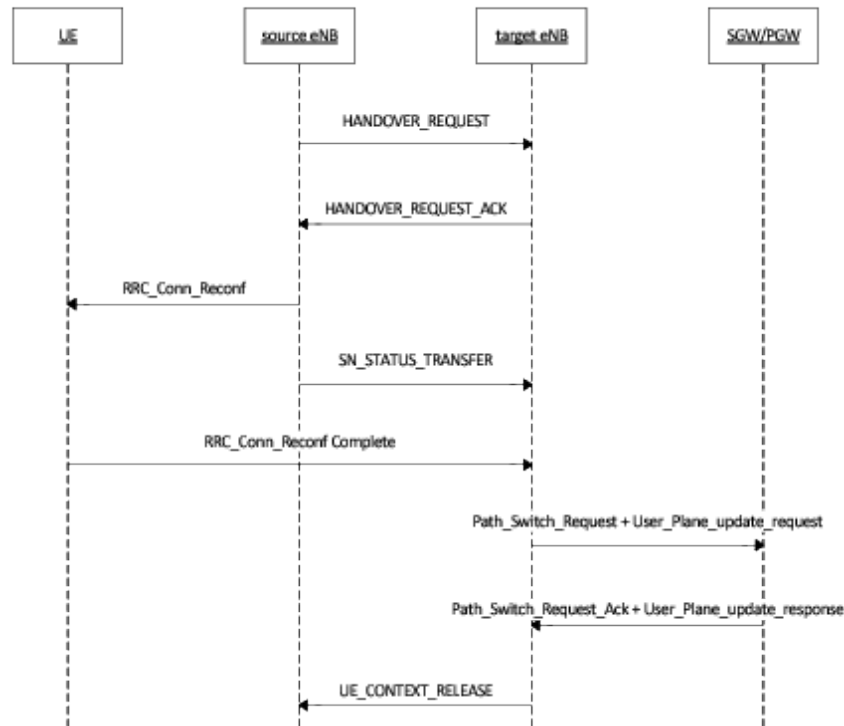 UE
source eNB
target eNB
SGW/PGW
HANDOVER_REQUEST
HANDOVER_REQUEST_ACK
RRC_Conn_Reconf
SN_STATUS_TRANSFER
RRC_Conn_Reconf Complete
Path_Switch_Request + User_Plane_update_request
Path_Switch_Request_Ack + User_Plane_update_response
UE_CONTEXT_RELEASE